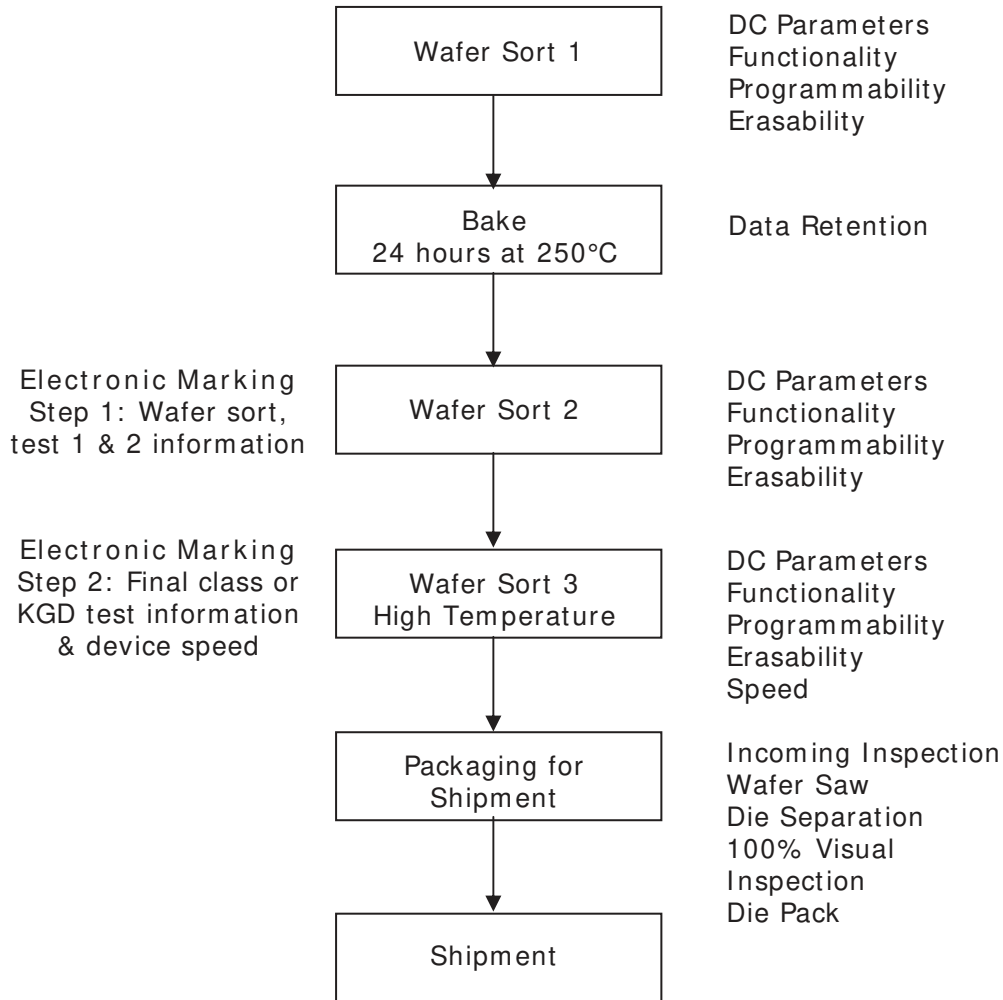 Wafer Sort 1
DC Parameters
Functionality
Programmability
Erasability
Bake
24 hours at 250°C
Data Retention
Electronic Marking
Step 1: Wafer sort,
test 1 & 2 information
Wafer Sort 2
DC Parameters
Functionality
Programmability
Erasability
Electronic Marking
Step 2: Final class or
KGD test information
& device speed
Wafer Sort 3
High Temperature
DC Parameters
Functionality
Programmability
Erasability
Speed
Packaging for
Shipment
Incoming Inspection
Wafer Saw
Die Separation
100% Visual
Inspection
Die Pack
Shipment